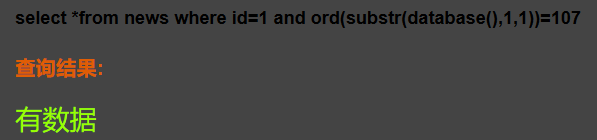 select *from news where id=1 and ord(substr(database(),1,1))=107
查询结果:
有数据